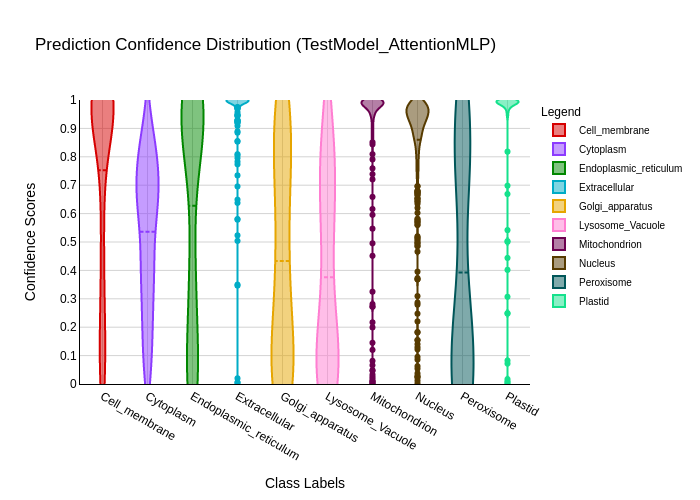 Prediction Confidence Distribution (TestModel_AttentionMLP)
Legend
Cell_membrane
Cytoplasm
Endoplasmic_reticulum
Extracellular
Golgi_apparatus
Lysosome_Vacuole
Mitochondrion
Nucleus
Peroxisome
Plastid
Confidence Scores
1
0.9
0.8
0.7
0.6
0.5
0.4
0.3
0.2
0.1
0
Cell_membrane
Cytoplasm
Endoplasmic_reticulum
Extracellular
Golgi_apparatus
Lysosome_Vacuole
Mitochondrion
Nucleus
Peroxisome
Plastid
Class Labels